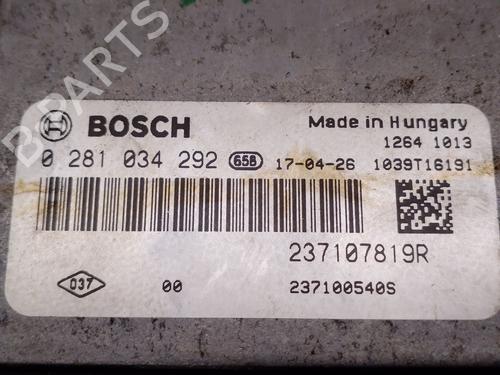 B-PARTS
BOSCH
Made in Hungary
1264 1013
0 281 034 292 65B 17-04-26 1039T16191
237107819R
037 00 237100540S